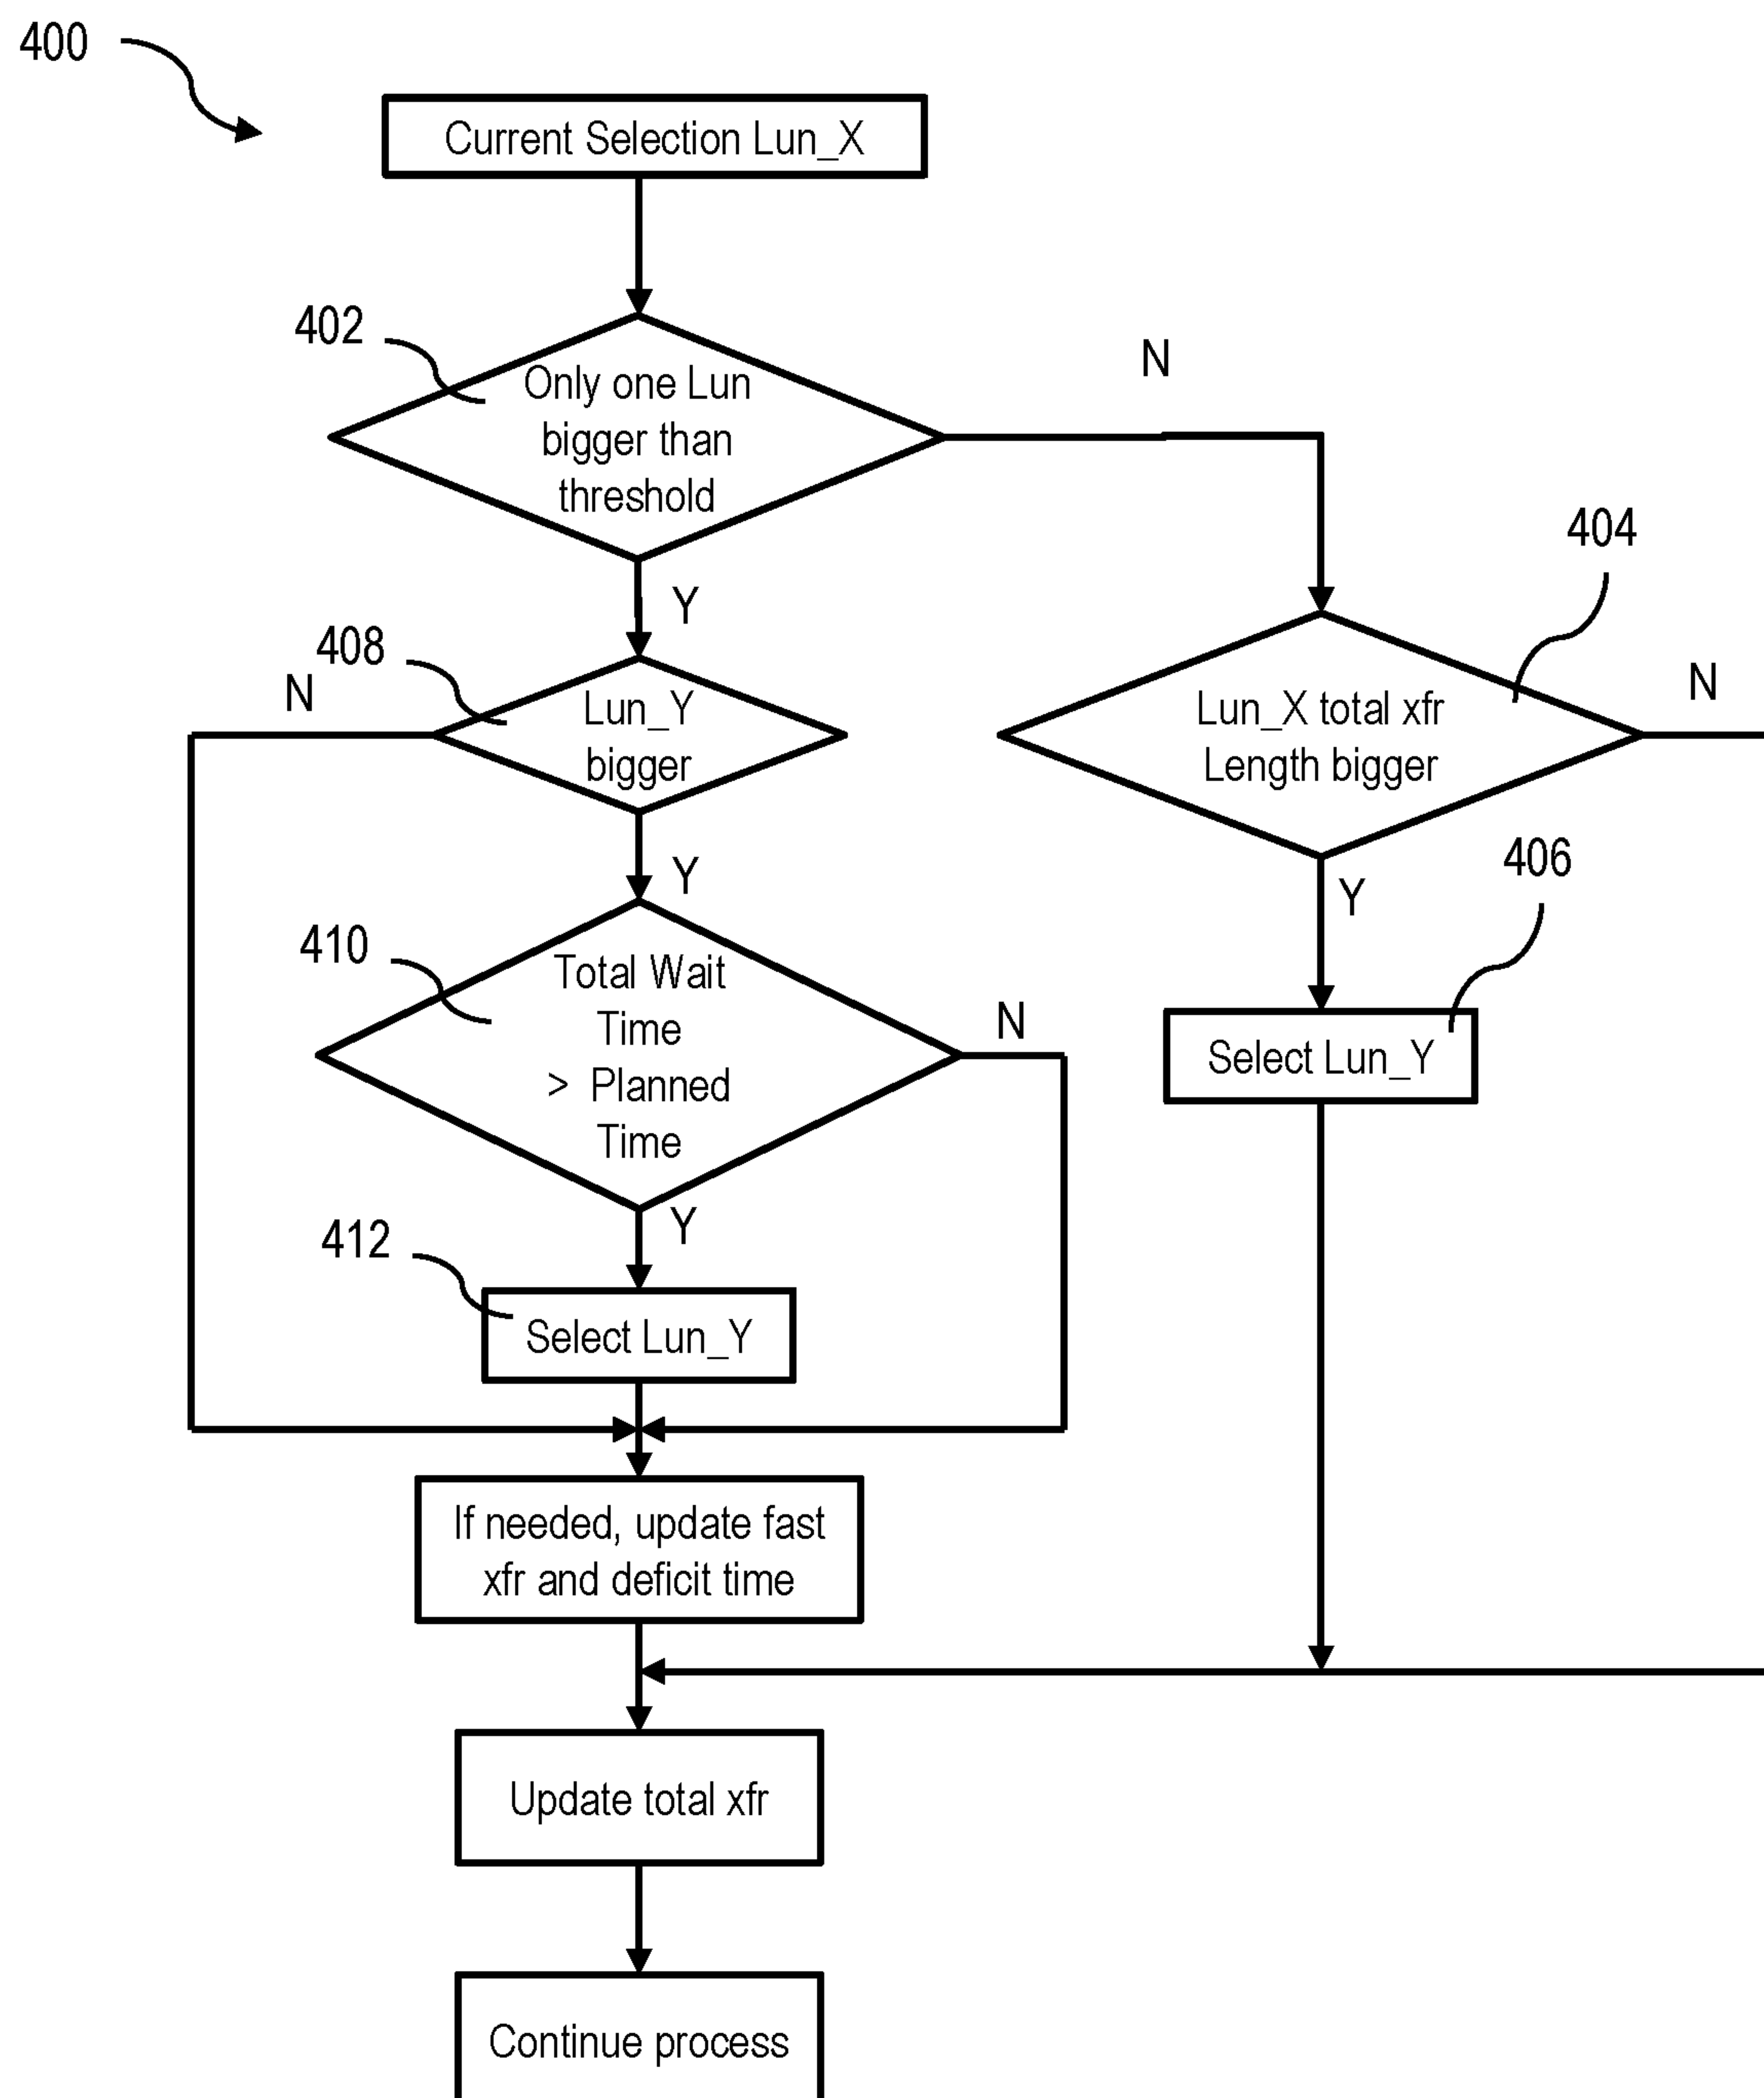 400
Current Selection Lun_X
402
Only one Lun
bigger than
threshold
N
Y
404
408
N
Lun_Y
bigger
Lun_X total xfr
Length bigger
N
Y
406
Y
410
Total Wait
Time
> Planned
Time
N
Select Lun_Y
Y
412
Select Lun_Y
If needed, update fast
xfr and deficit time
Update total xfr
Continue process